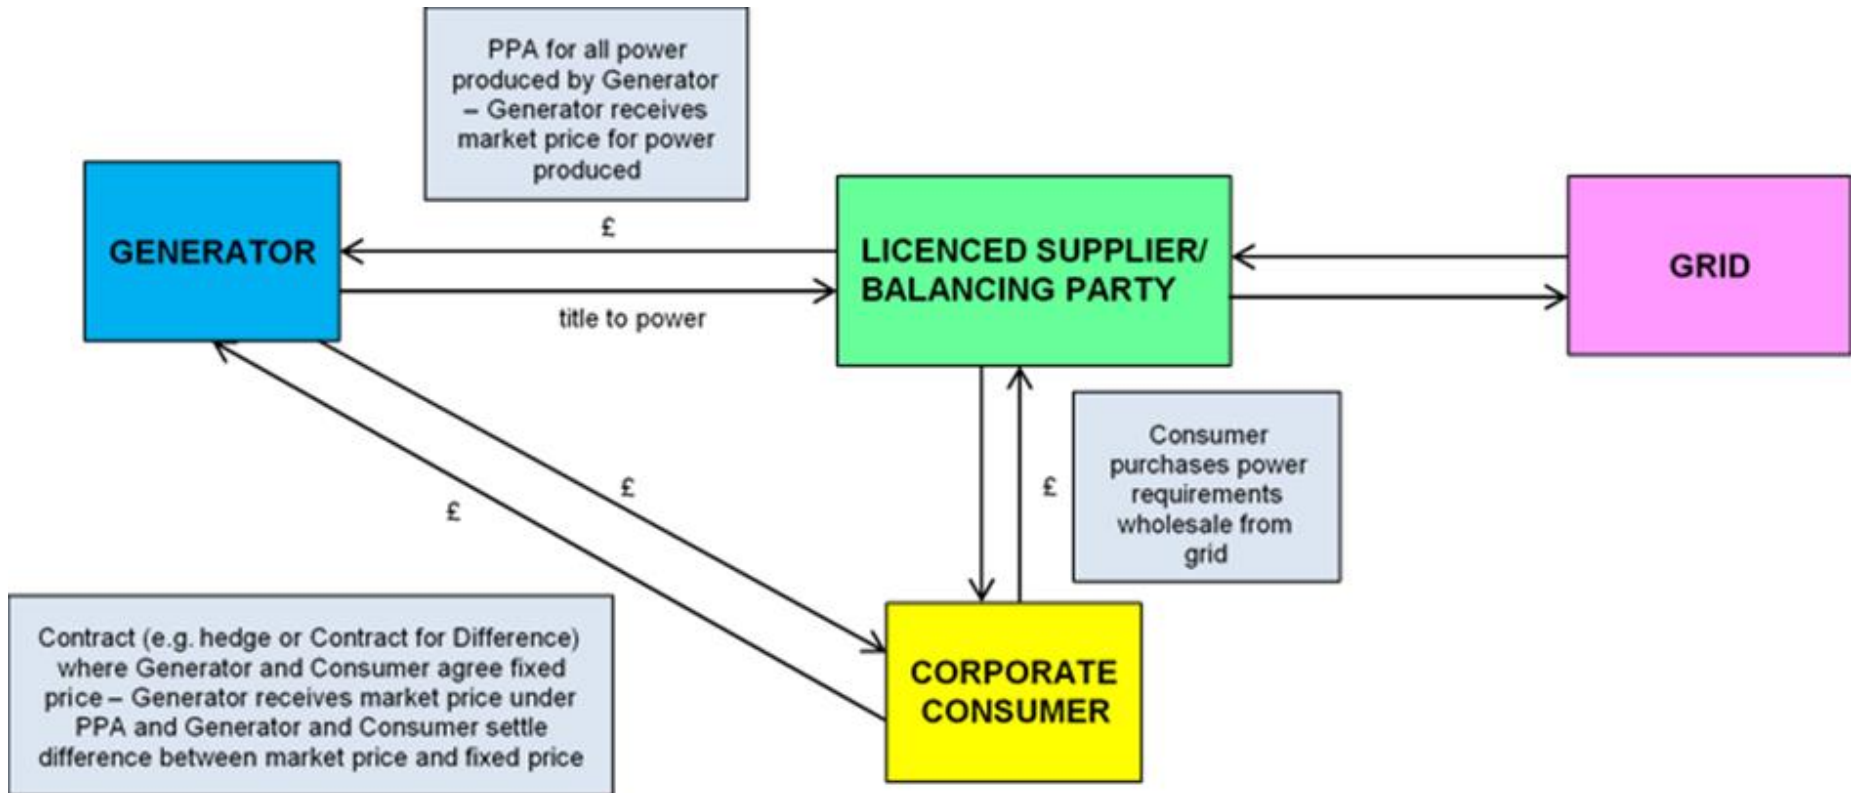 PPA for all power
produced by Generator
– Generator receives
market price for power
produced
£
GENERATOR
title to power
LICENCED SUPPLIER/
BALANCING PARTY
GRID
£
£
£
Consumer
purchases power
requirements
wholesale from
grid
Contract (e.g. hedge or Contract for Difference)
where Generator and Consumer agree fixed
price – Generator receives market price under
PPA and Generator and Consumer settle
difference between market price and fixed price
CORPORATE
CONSUMER